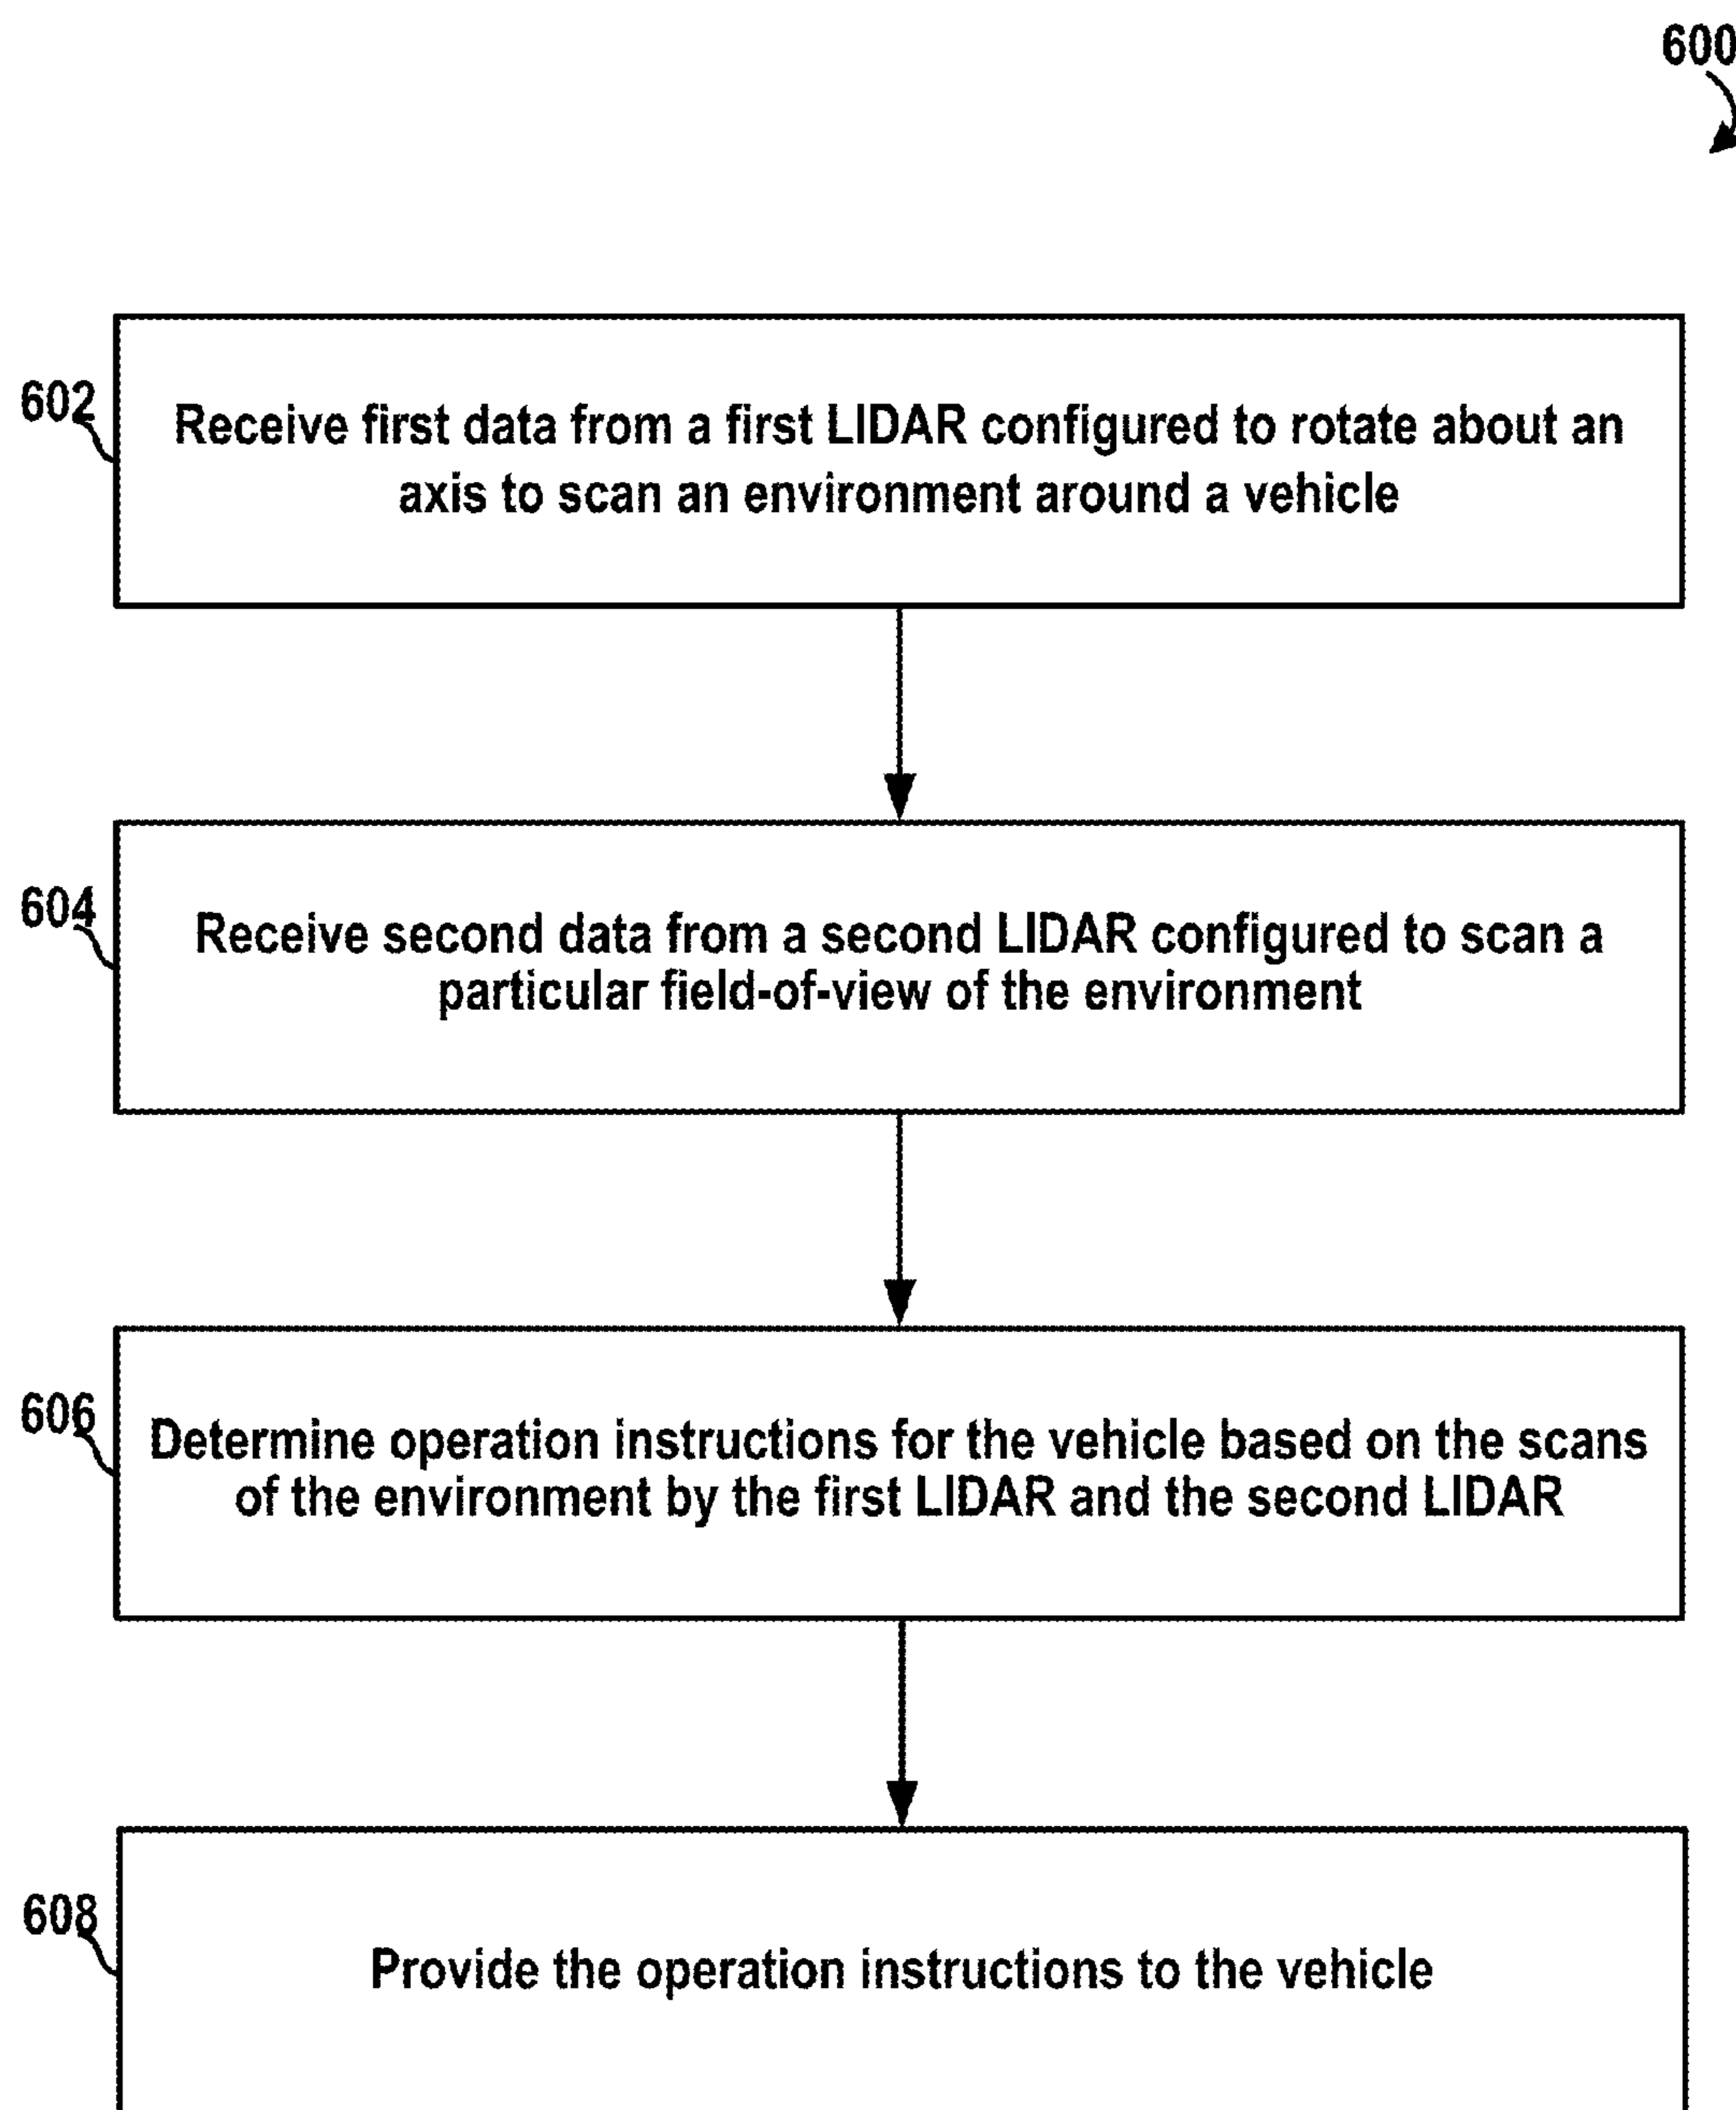 600
602
Receive first data from a first LIDAR configured to rotate about an
axis to scan an environment around a vehicle
604
Receive second data from a second LIDAR configured to scan a
particular field-of-view of the environment
606
Determine operation instructions for the vehicle based on the scans
of the environment by the first LIDAR and the second LIDAR
608
Provide the operation instructions to the vehicle